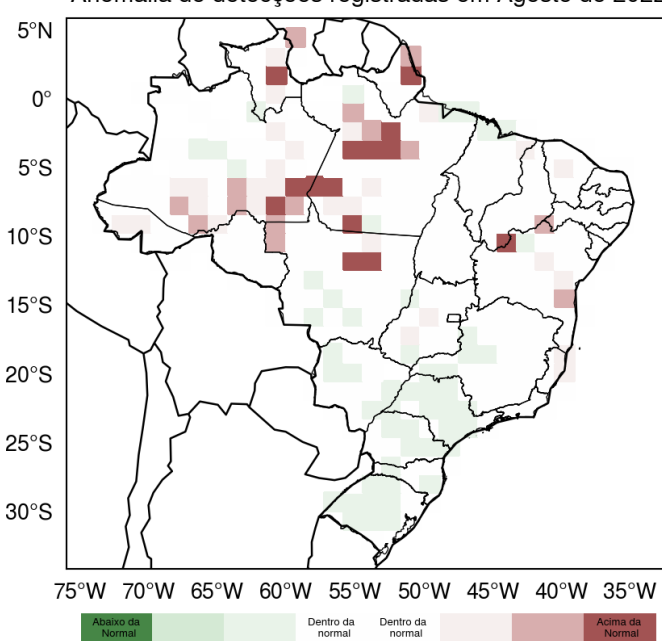 Anomalia de detecções registradas em Agosto de 2022
5°N
0°
5°S
10°S
15°S
20°S
25°S
30°S
75°W 70°W 65°W 60°W 55°W 50°W 45°W 40°W 35°W
Abaixo da Normal Dentro da normal Dentro da normal Acima da Normal